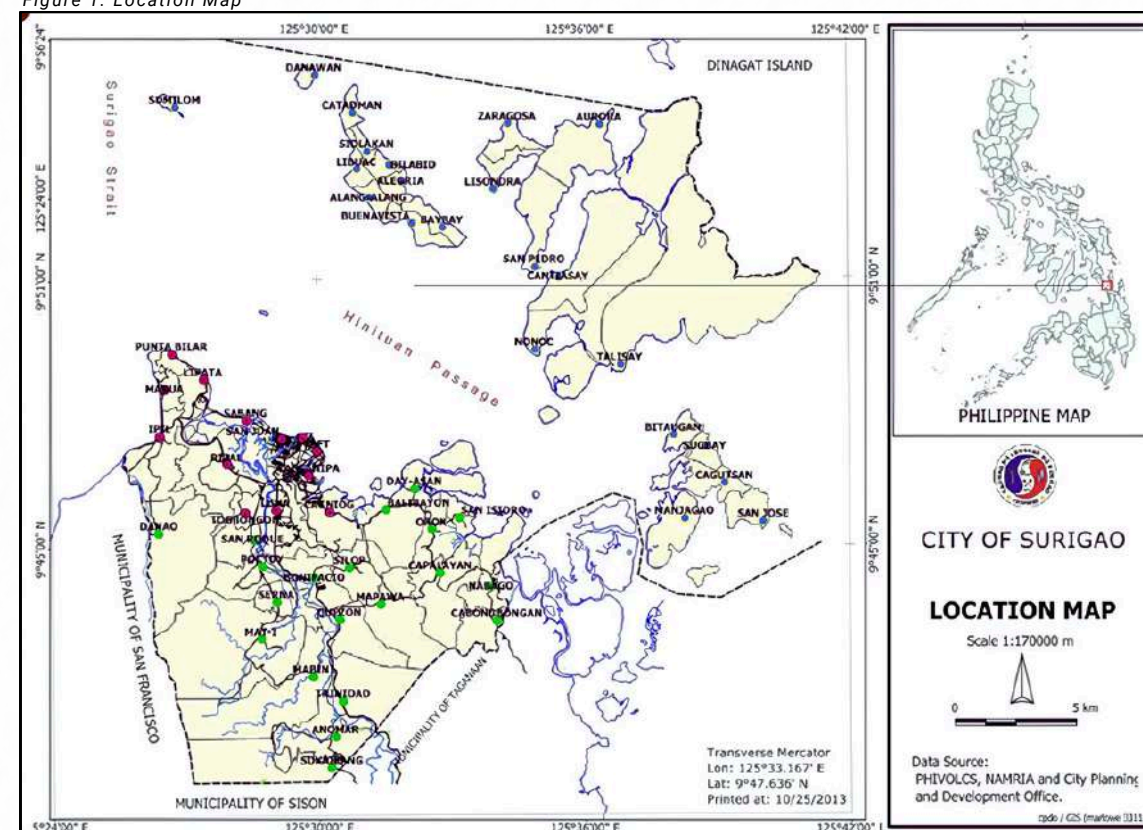 Figure 1. Location Map
125°30'00" E
125°36'00" E
125°42'00" E
9°56'24"
DANAWAN
DINAGAT ISLAND
SUMILOM
CATADMAN
ZARAGOSA
AURORA
Surigao Strait
SIOLAKAN
LIBUAC
BILABID
ALEGRIA
LISONDRA
125°24'00" E
ALANG-ALANG
BUENAVISTA
BAYBAY
SAN PEDRO
CANTIASAY
9°51'00" N
9°51'00" N
Hinituan Passage
NONOC
TALISAY
PUNTA BILAR
LIPATA
MABUA
PHILIPPINE MAP
SABANG
SAN JUAN
IPIL
RIZAL
BITAUGAN
SUGBAY
CAGUTSAN
DAY-ASAN
BALIBAYON
SAN ISIDRO
MANJAGAO
SAN JOSE
LUNA
CAPALAYAN
OROK
DANAO
SAN ROQUE
9°45'00" N
9°45'00" N
CITY OF SURIGAO
POCTOY
BONIFACIO
SILOP
NABAGO
SERNA
MAPAWA
QUEZON
CABONGBONGAN
LOCATION MAP
Scale 1:170000 m
MAT-I
MUNICIPALITY OF SAN FRANCISCO
MABINI
TRINIDAD
MUNICIPALITY OF TAGANAAN
0 5 km
ANOMAR
Transverse Mercator
Lon: 125°33.167' E
Lat: 9°47.636' N
Printed at: 10/25/2013
Data Source:
PHIVOLCS, NAMRIA and City Planning
and Development Office.
MUNICIPALITY OF SISON
5°24'00" E
125°30'00" E
125°36'00" E
125°42'00" E